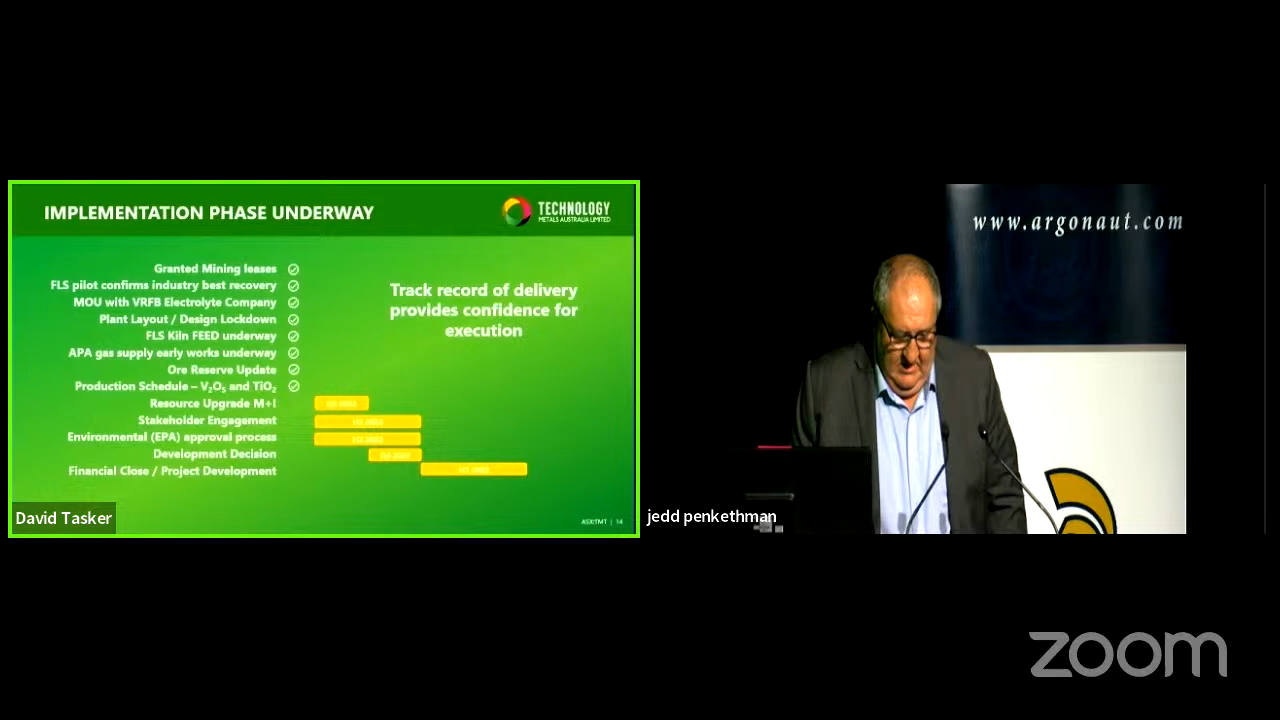 IMPLEMENTATION PHASE UNDERWAY
TECHNOLOGY
METALS AUSTRALIA LIMITED
Granted Mining leases
FLS pilot confirms industry best recovery
MOU with VRFB Electrolyte Company
Plant Layout / Design Lockdown
FLS Kiln FEED underway
APA gas supply early works underway
Ore Reserve Update
Production Schedule – V₂O₅ and TiO₂
Resource Upgrade M+I
Stakeholder Engagement
Environmental (EPA) approval process
Development Decision
Financial Close / Project Development
Track record of delivery
provides confidence for
execution
ASX:TMT | 14
David Tasker
www.argonaut.com
jedd penkethman
zoom